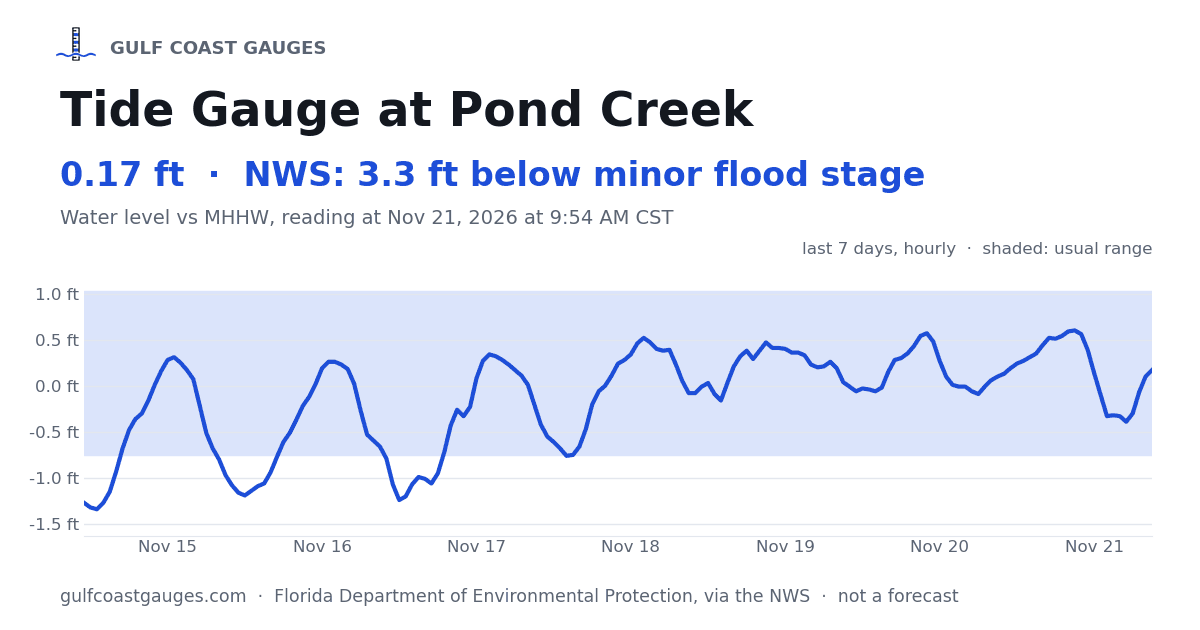 GULF COAST GAUGES
Tide Gauge at Pond Creek
0.17 ft · NWS: 3.3 ft below minor flood stage
Water level vs MHHW, reading at Nov 21, 2026 at 9:54 AM CST
last 7 days, hourly · shaded: usual range
1.0 ft
0.5 ft
0.0 ft
-0.5 ft
-1.0 ft
-1.5 ft
Nov 15 Nov 16 Nov 17 Nov 18 Nov 19 Nov 20 Nov 21
gulfcoastgauges.com · Florida Department of Environmental Protection, via the NWS · not a forecast